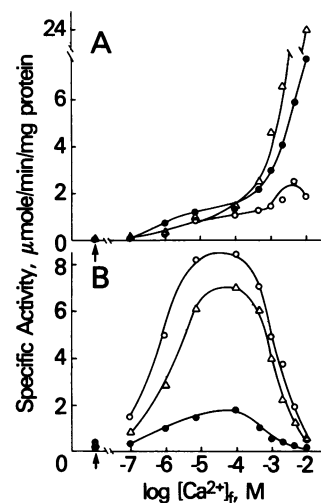 24
A
6
4
2
0
Specific Activity, μmole/min/mg protein
8
B
6
4
2
0
-7 -6 -5 -4 -3 -2
log [Ca²⁺]f, M